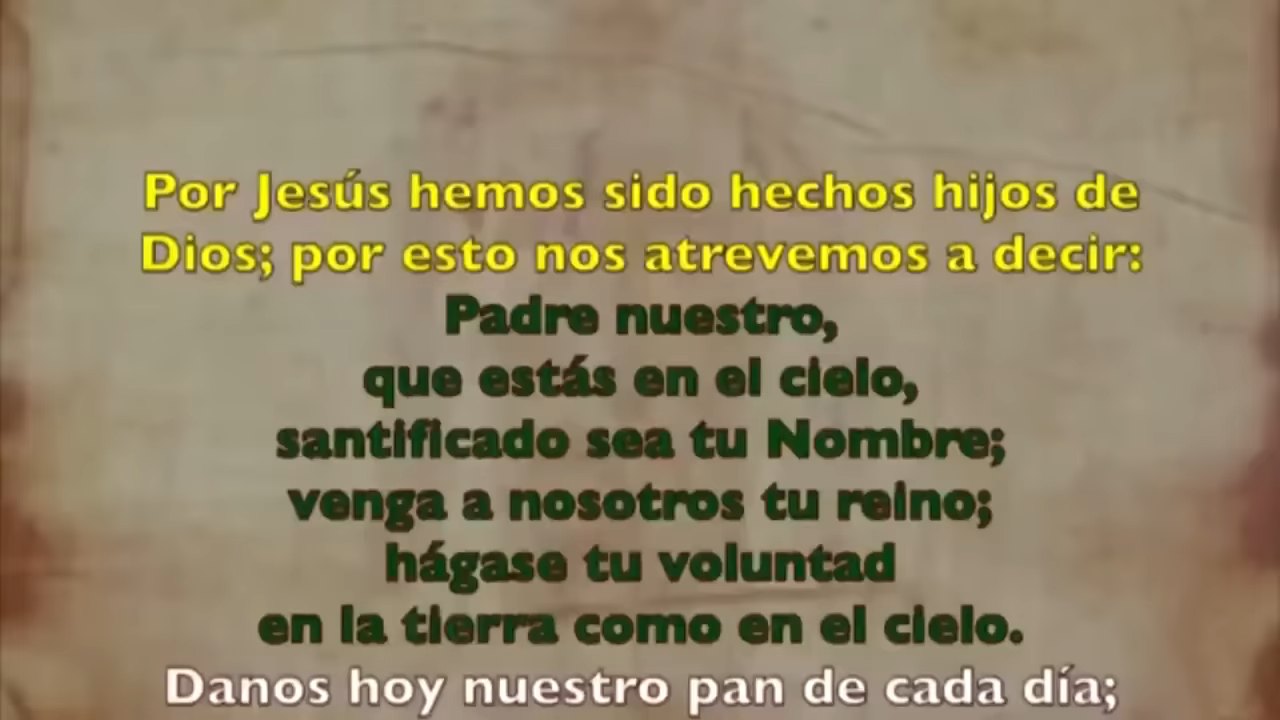 Por Jesús hemos sido hechos hijos de
Dios; por esto nos atrevemos a decir:
Padre nuestro,
que estás en el cielo,
santificado sea tu Nombre;
venga a nosotros tu reino;
hágase tu voluntad
en la tierra como en el cielo.
Danos hoy nuestro pan de cada día;